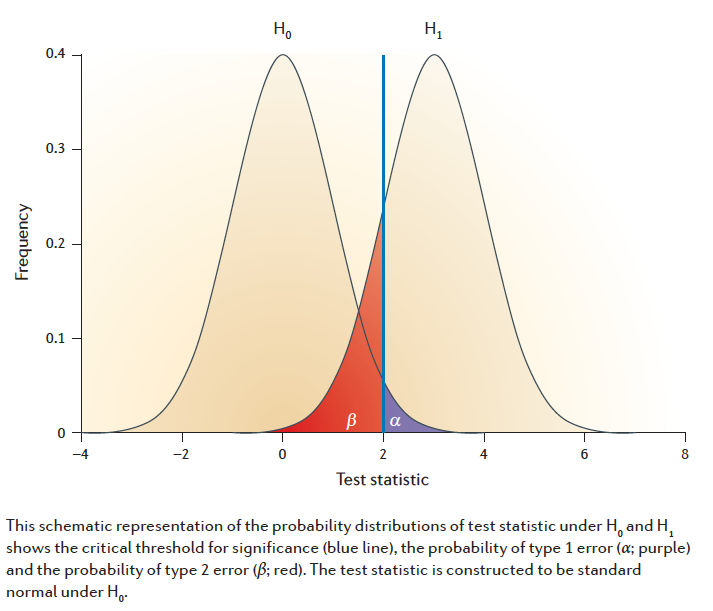 H₀ H₁
0.4
0.3
0.2
0.1
0
Frequency
β α
−4 −2 0 2 4 6 8
Test statistic
This schematic representation of the probability distributions of test statistic under H₀ and H₁
shows the critical threshold for significance (blue line), the probability of type 1 error (α; purple)
and the probability of type 2 error (β; red). The test statistic is constructed to be standard
normal under H₀.